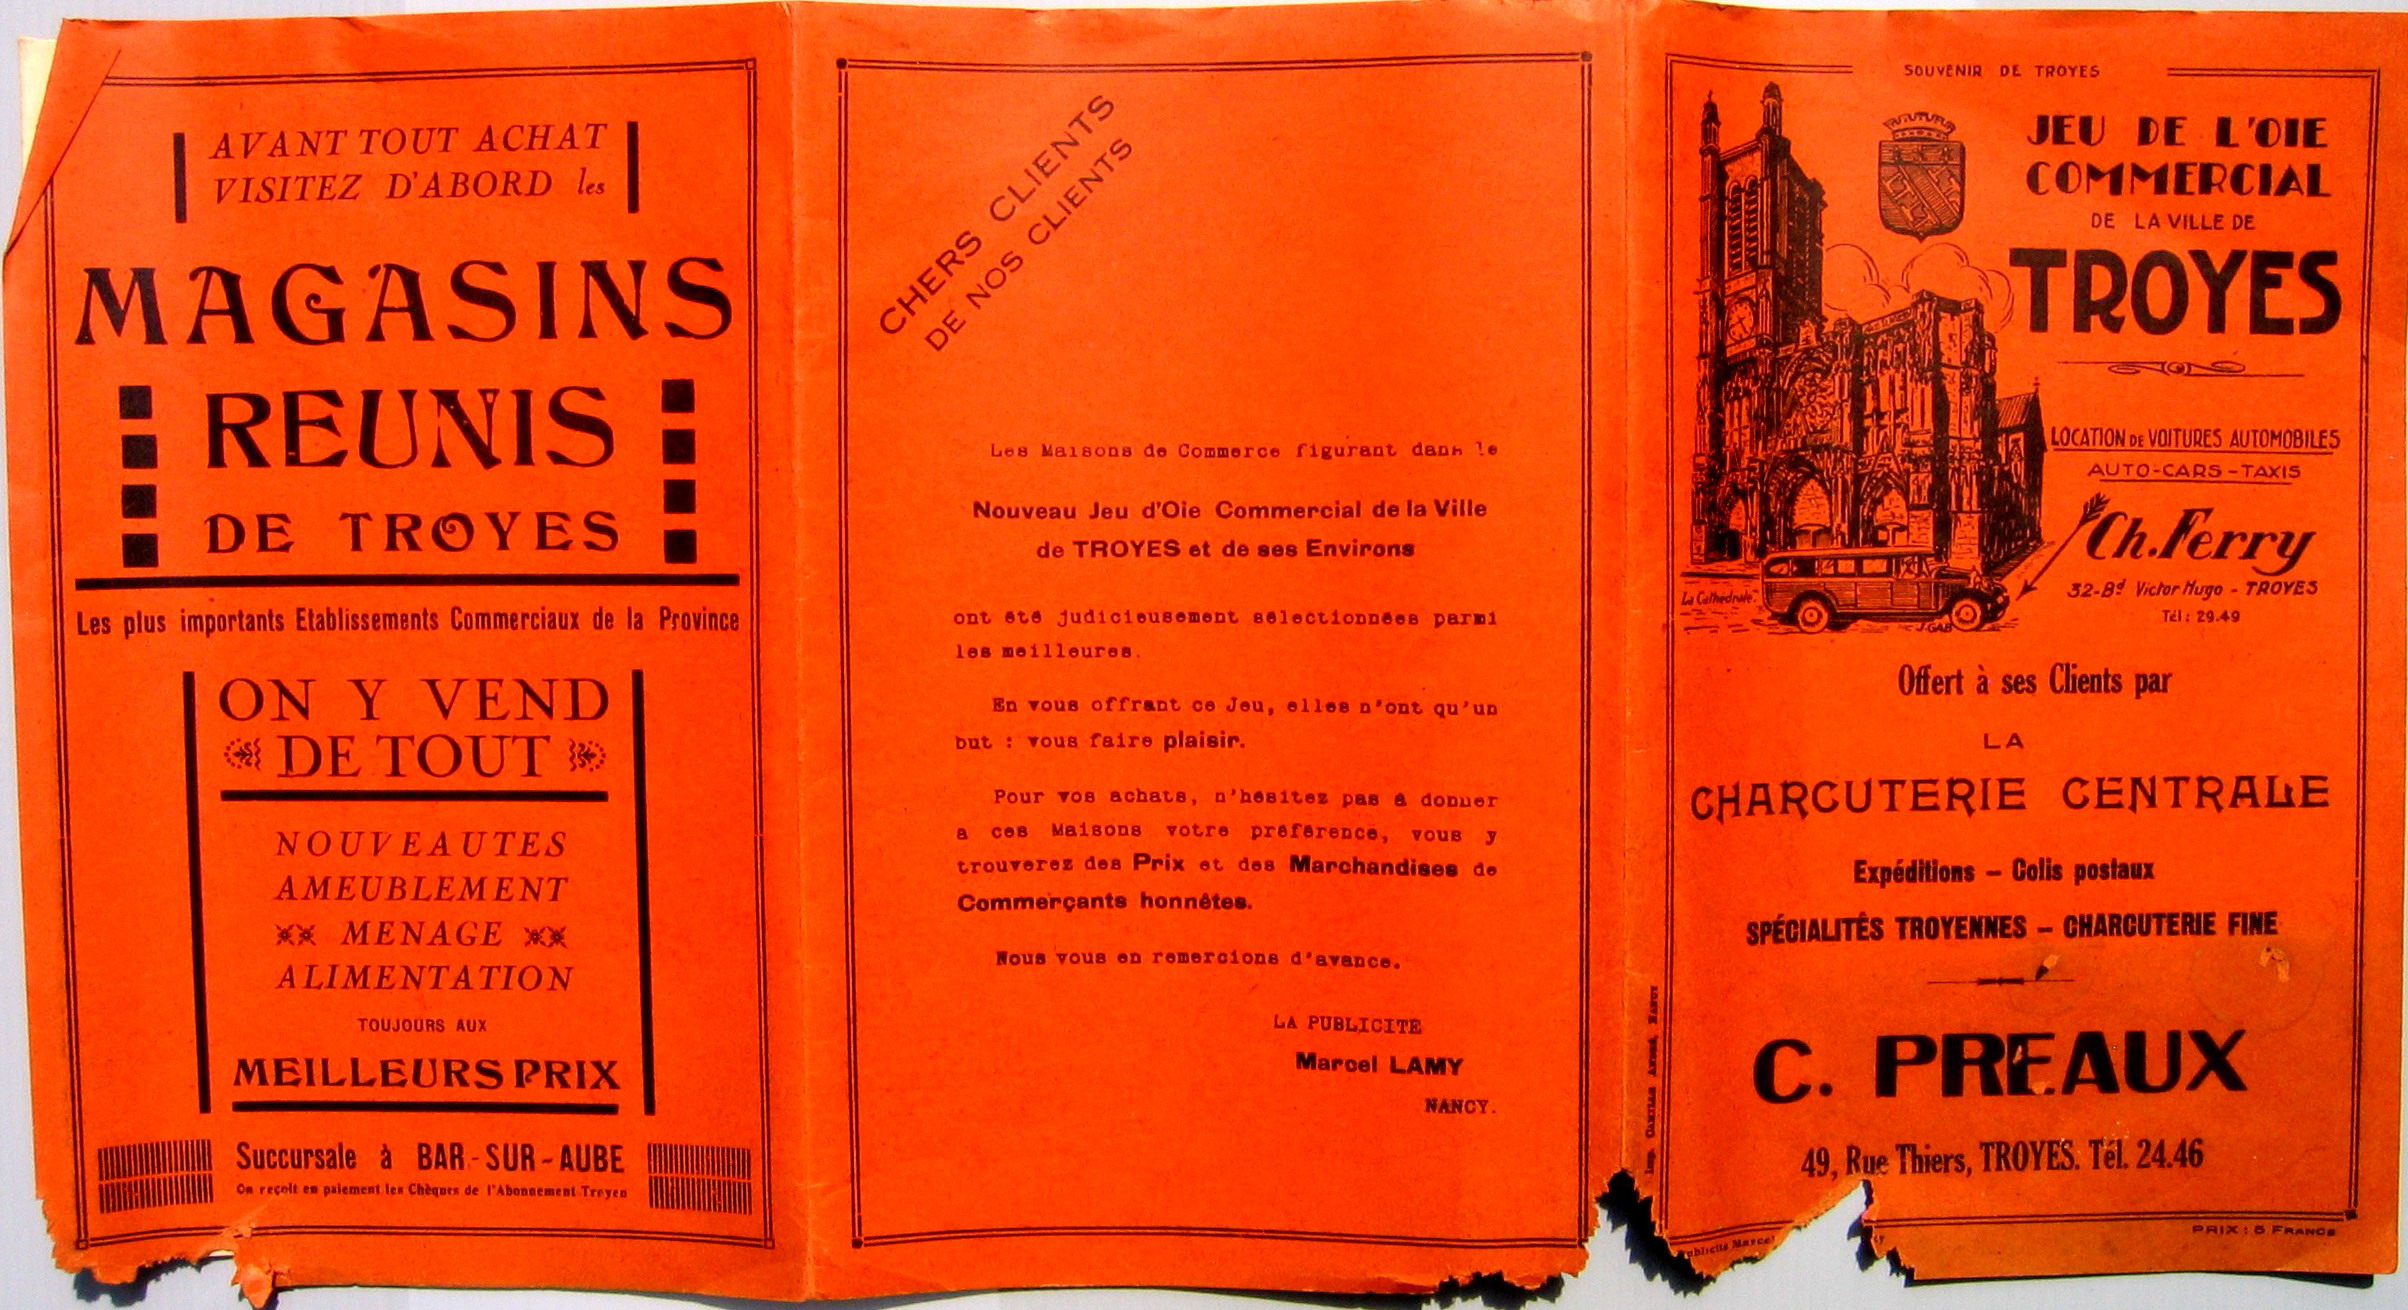 AVANT TOUT ACHAT
VISITEZ D'ABORD les
MAGASINS
REUNIS
DE TROYES
Les plus importants Etablissements Commerciaux de la Province
ON Y VEND
DE TOUT
NOUVEAUTES
AMEUBLEMENT
MENAGE
ALIMENTATION
TOUJOURS AUX
MEILLEURS PRIX
Succursale à BAR-SUR-AUBE
On reçoit en paiement les Chèques de l'Abonnement Troyen
CHERS CLIENTS
DE NOS CLIENTS
Les Maisons de Commerce figurant dans le
Nouveau Jeu d'Oie Commercial de la Ville
de TROYES et de ses Environs
ont été judicieusement sélectionnées parmi
les meilleures.
En vous offrant ce Jeu, elles n'ont qu'un
but : vous faire plaisir.
Pour vos achats, n'hésitez pas à donner
a ces Maisons votre préférence, vous y
trouverez des Prix et des Marchandises de
Commerçants honnêtes.
Nous vous en remercions d'avance.
LA PUBLICITE
Marcel LAMY
NANCY.
Imp. CAMILLE ANDRÉ, NANCY
SOUVENIR DE TROYES
JEU DE L'OIE
COMMERCIAL
DE LA VILLE DE
TROYES
LOCATION DE VOITURES AUTOMOBILES
AUTO-CARS-TAXIS
Ch. Ferry
32-Bd Victor Hugo - TROYES
Tél: 29.49
La Cathédrale.
J-GAB
Offert à ses Clients par
LA
CHARCUTERIE CENTRALE
Expéditions – Colis postaux
SPÉCIALITÉS TROYENNES – CHARCUTERIE FINE
C. PREAUX
49, Rue Thiers, TROYES. Tél. 24.46
PRIX : 5 FRANCS
Publicité Marcel